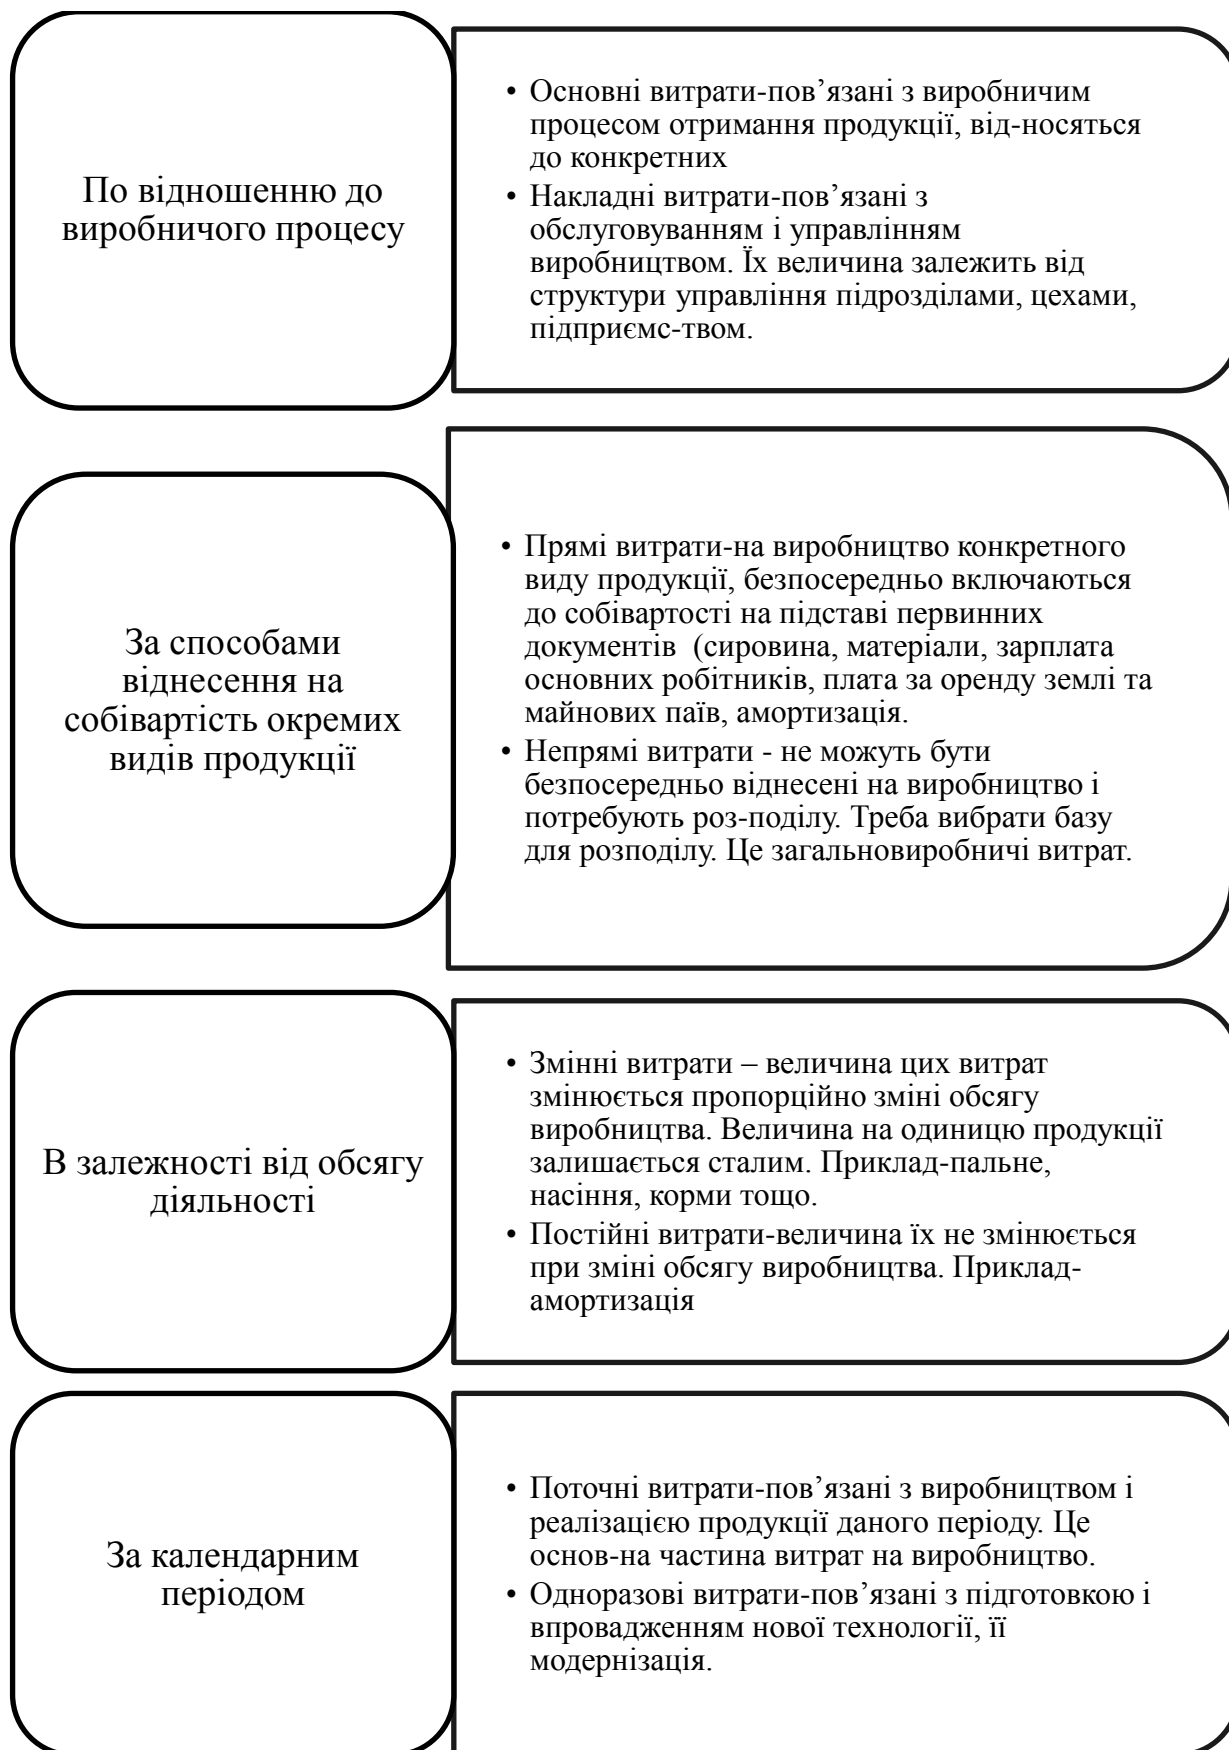 По відношенню до
виробничого процесу
• Основні витрати-пов’язані з виробничим
процесом отримання продукції, від-носяться
до конкретних
• Накладні витрати-пов’язані з
обслуговуванням і управлінням
виробництвом. Їх величина залежить від
структури управління підрозділами, цехами,
підприємс-твом.
За способами
віднесення на
собівартість окремих
видів продукції
• Прямі витрати-на виробництво конкретного
виду продукції, безпосередньо включаються
до собівартості на підставі первинних
документів  (сировина, матеріали, зарплата
основних робітників, плата за оренду землі та
майнових паїв, амортизація.
• Непрямі витрати - не можуть бути
безпосередньо віднесені на виробництво і
потребують роз-поділу. Треба вибрати базу
для розподілу. Це загальновиробничі витрат.
В залежності від обсягу
діяльності
• Змінні витрати – величина цих витрат
змінюється пропорційно зміні обсягу
виробництва. Величина на одиницю продукції
залишається сталим. Приклад-пальне,
насіння, корми тощо.
• Постійні витрати-величина їх не змінюється
при зміні обсягу виробництва. Приклад-
амортизація
За календарним
періодом
• Поточні витрати-пов’язані з виробництвом і
реалізацією продукції даного періоду. Це
основ-на частина витрат на виробництво.
• Одноразові витрати-пов’язані з підготовкою і
впровадженням нової технології, її
модернізація.